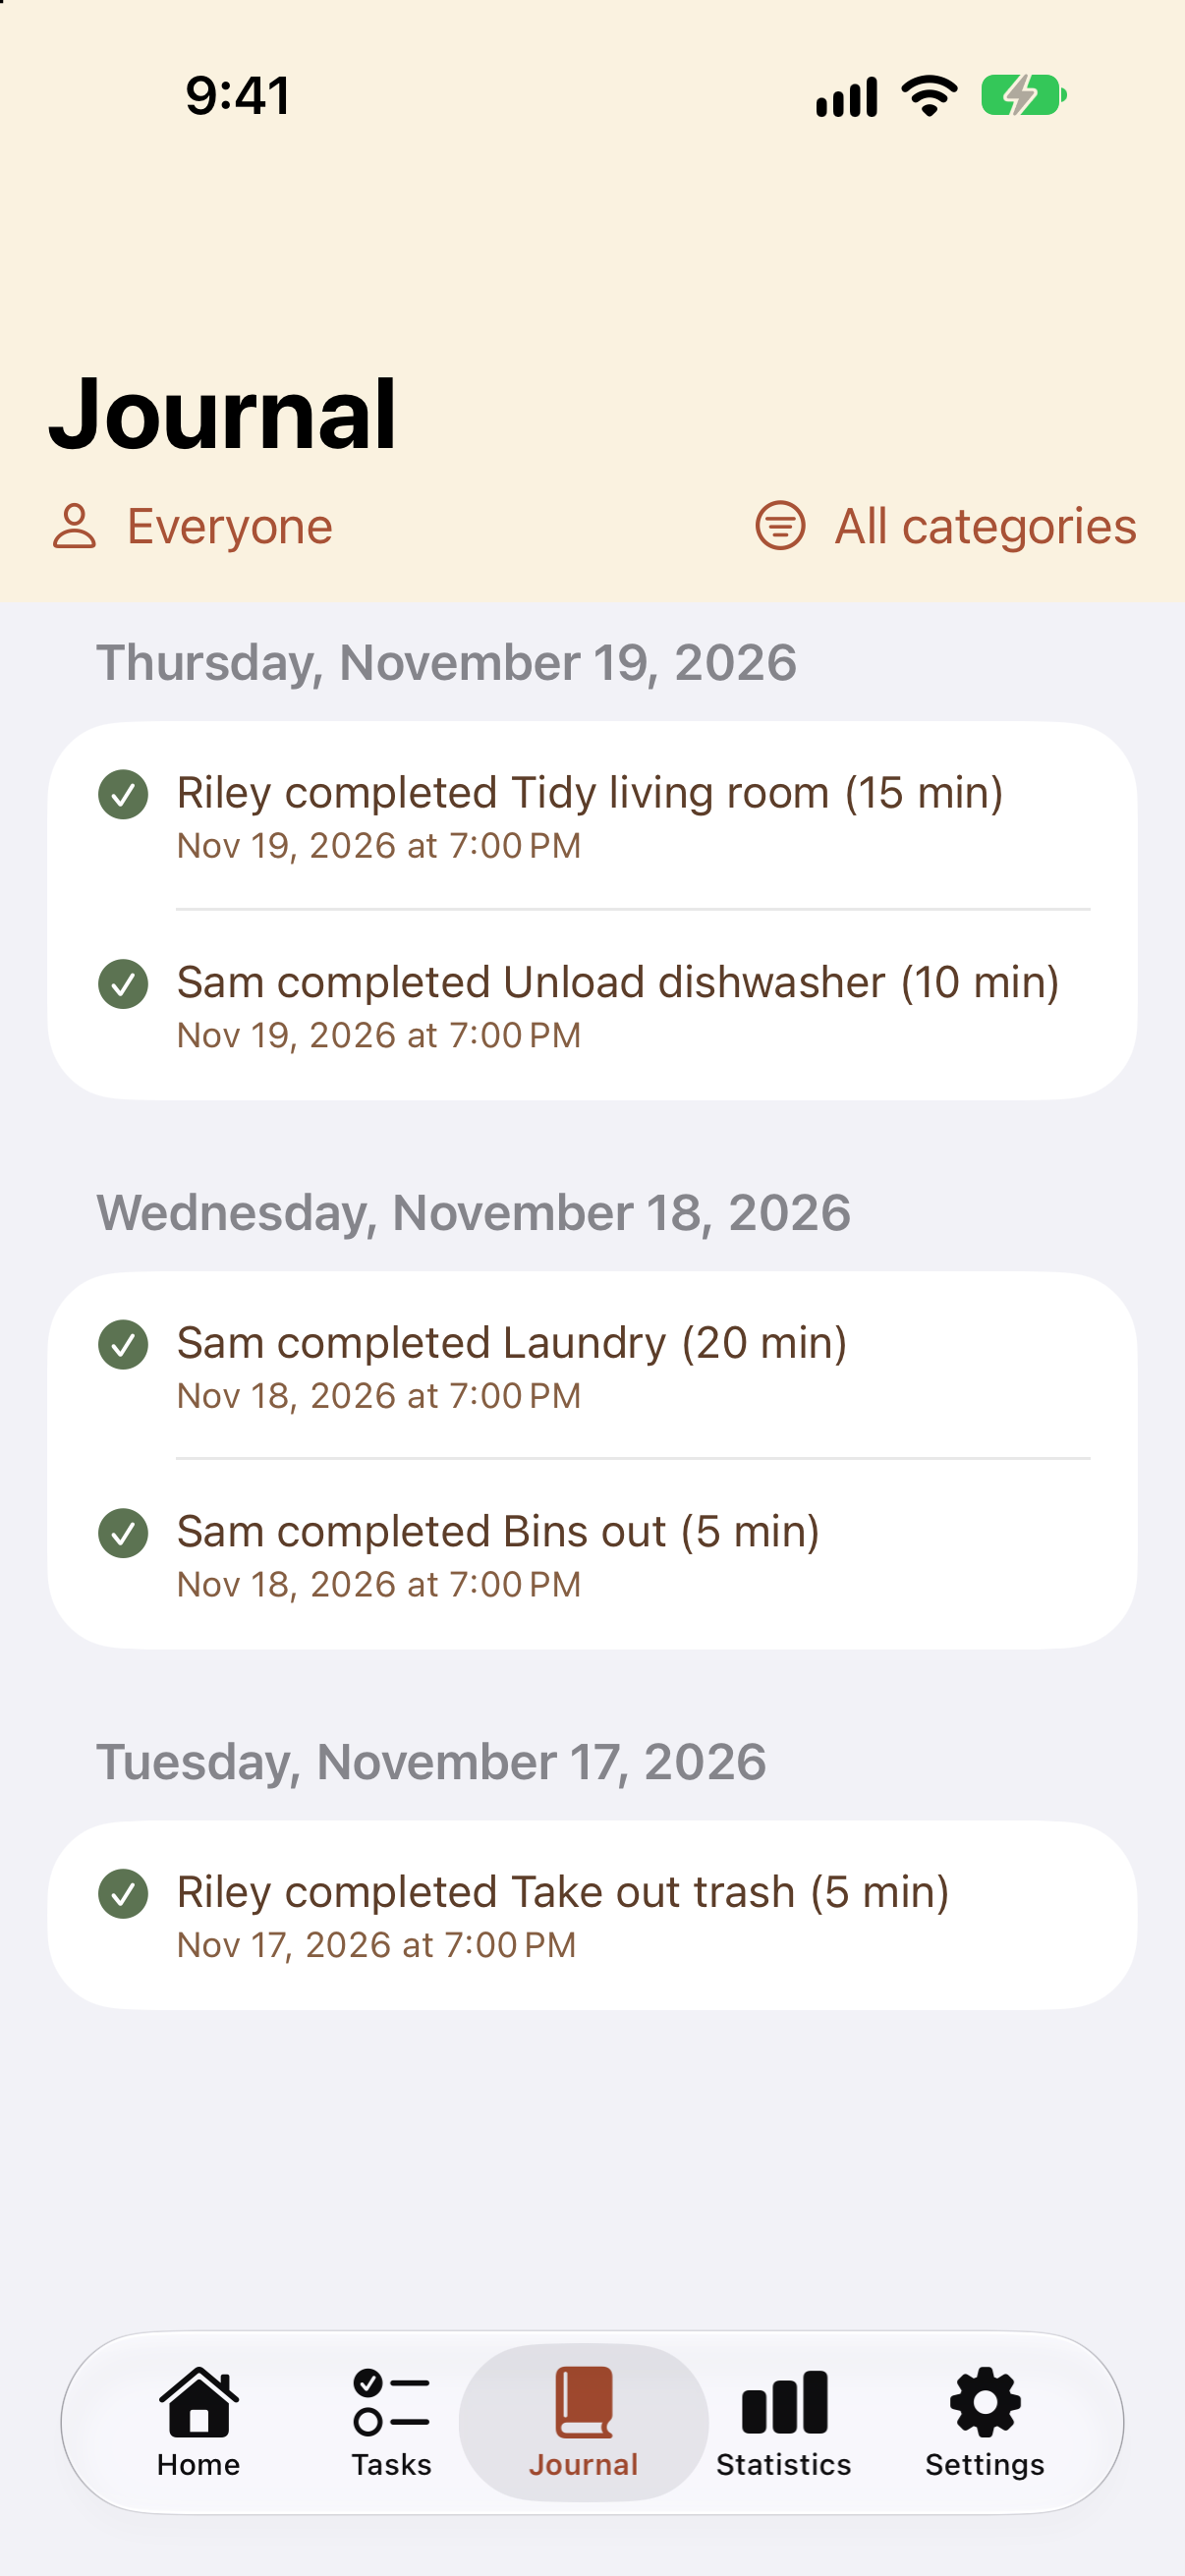 9:41
Journal
Everyone
All categories
Thursday, November 19, 2026
Riley completed Tidy living room (15 min)
Nov 19, 2026 at 7:00 PM
Sam completed Unload dishwasher (10 min)
Nov 19, 2026 at 7:00 PM
Wednesday, November 18, 2026
Sam completed Laundry (20 min)
Nov 18, 2026 at 7:00 PM
Sam completed Bins out (5 min)
Nov 18, 2026 at 7:00 PM
Tuesday, November 17, 2026
Riley completed Take out trash (5 min)
Nov 17, 2026 at 7:00 PM
Home
Tasks
Journal
Statistics
Settings